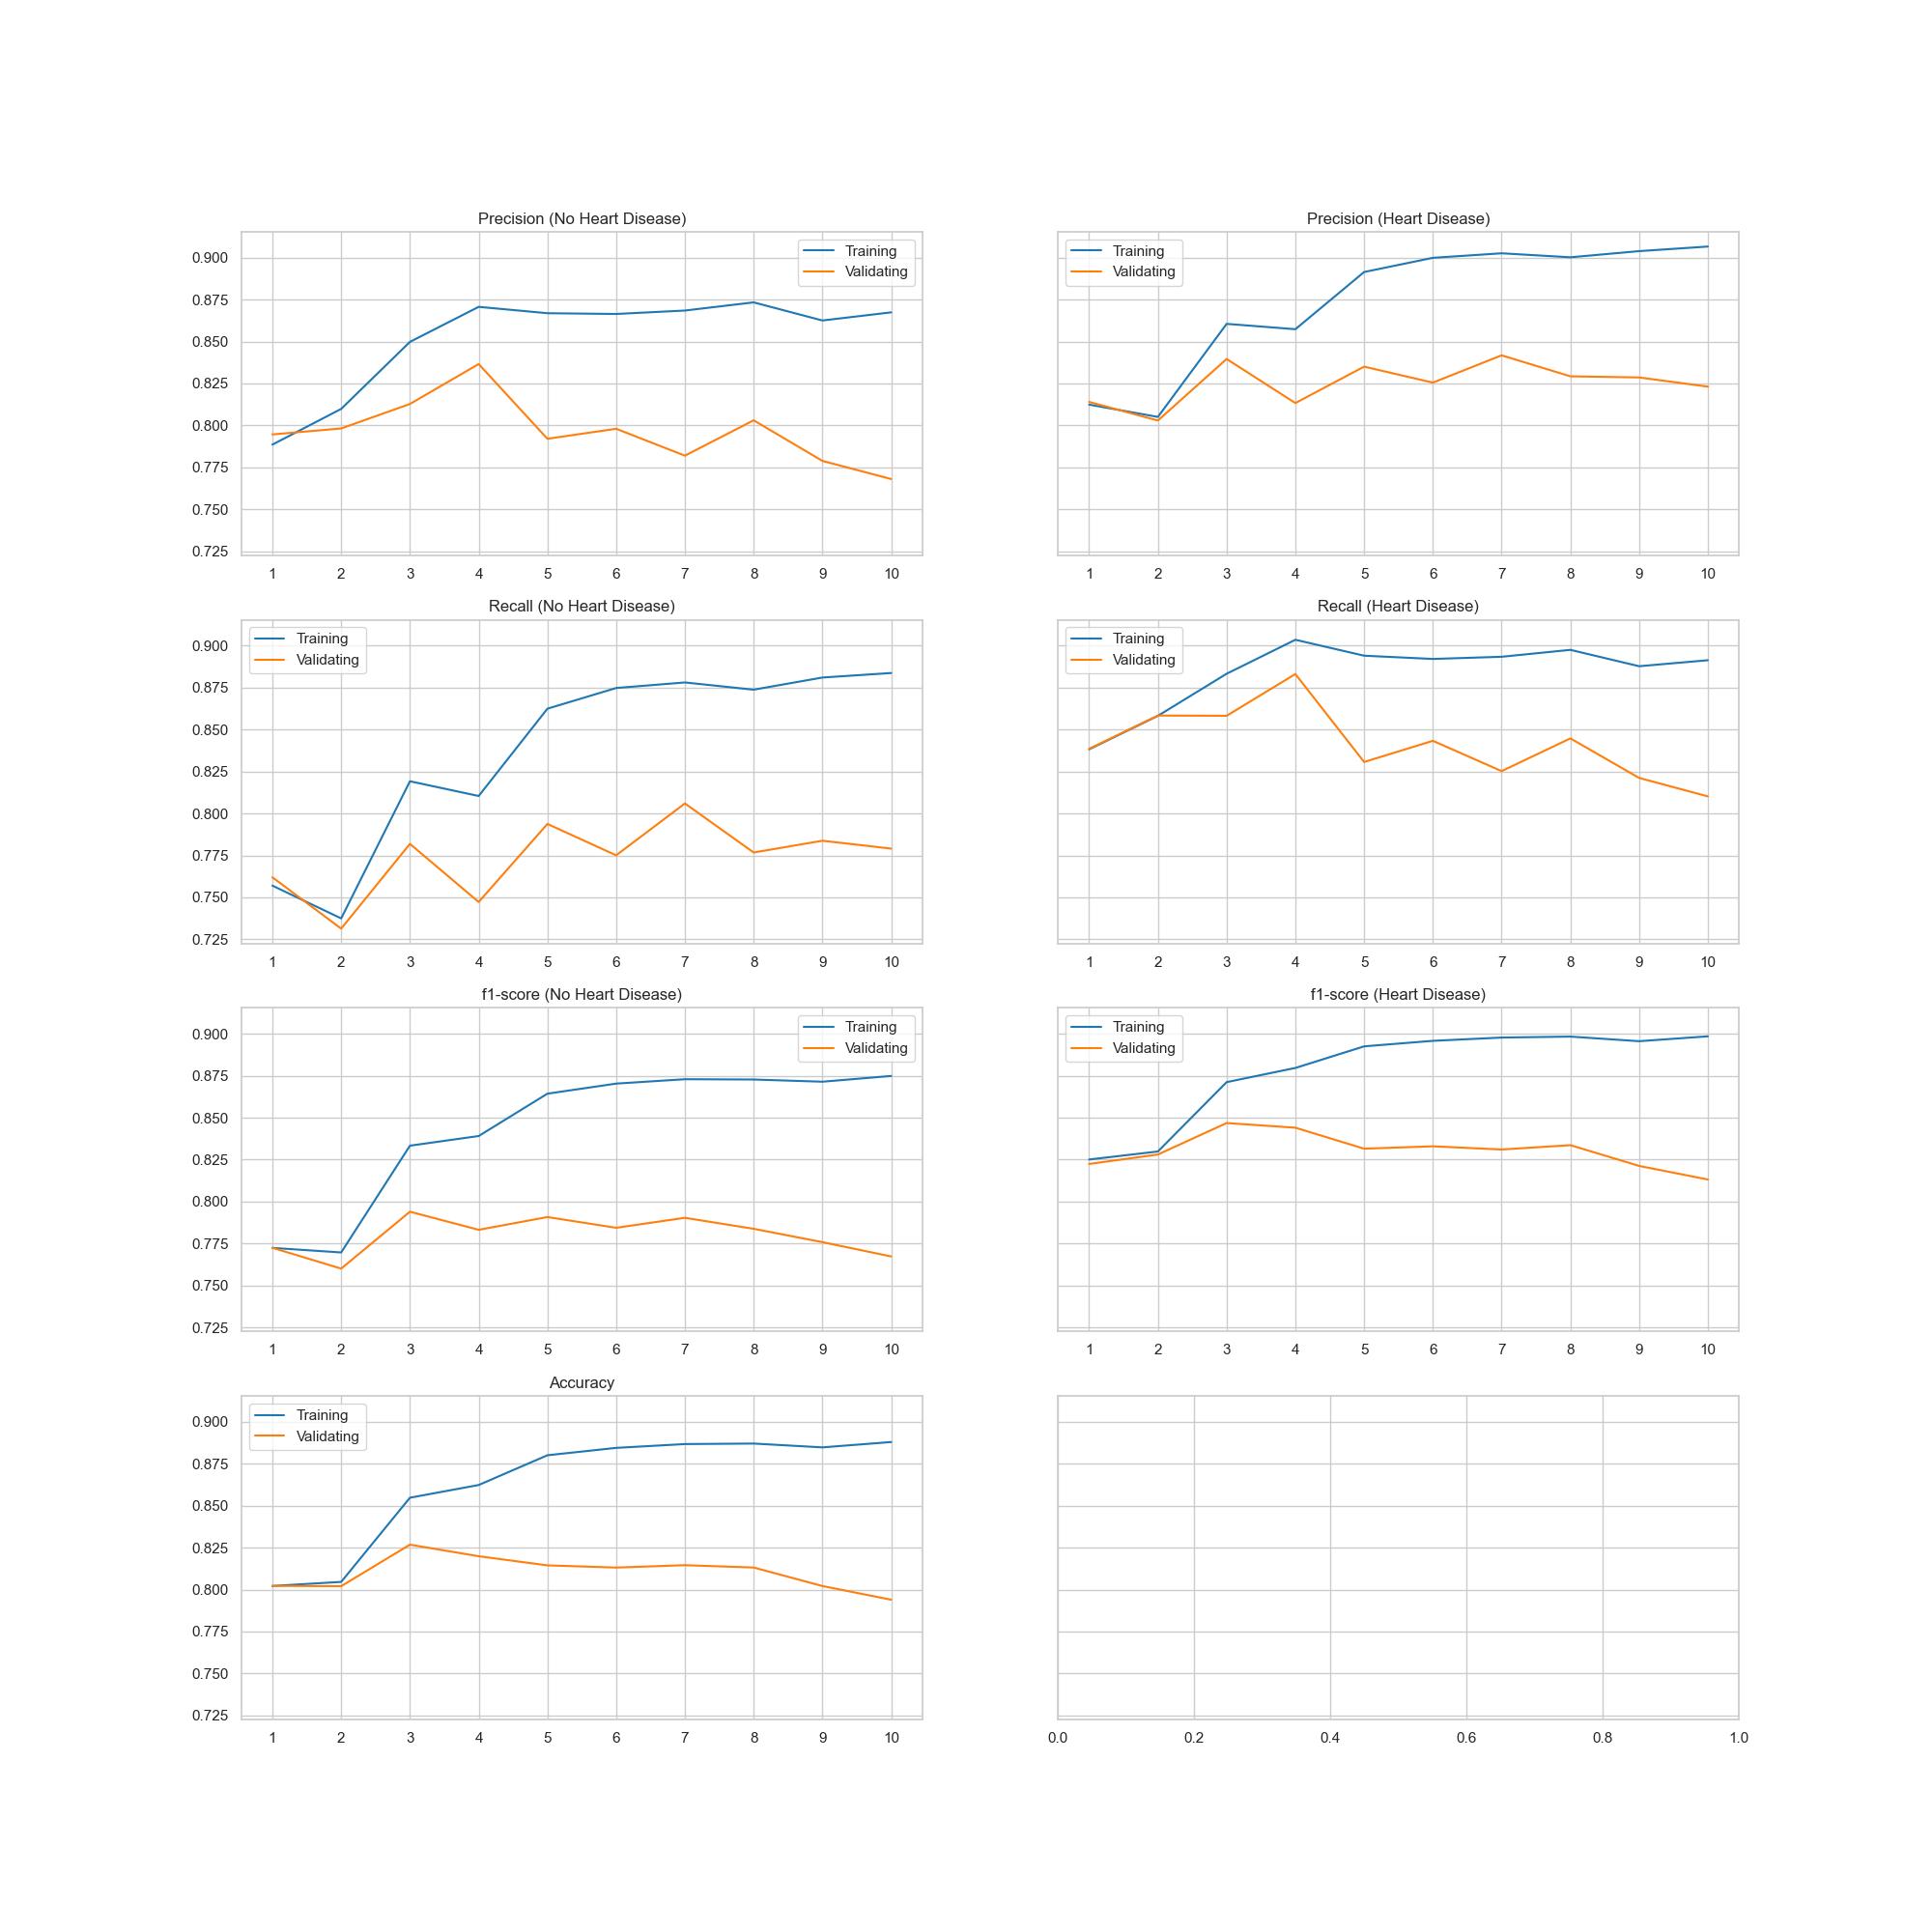 Precision (No Heart Disease)
0.900
0.875
0.850
0.825
0.800
0.775
0.750
0.725
Training
Validating
1 2 3 4 5 6 7 8 9 10
Precision (Heart Disease)
Training
Validating
1 2 3 4 5 6 7 8 9 10
Recall (No Heart Disease)
0.900
0.875
0.850
0.825
0.800
0.775
0.750
0.725
Training
Validating
1 2 3 4 5 6 7 8 9 10
Recall (Heart Disease)
Training
Validating
1 2 3 4 5 6 7 8 9 10
f1-score (No Heart Disease)
0.900
0.875
0.850
0.825
0.800
0.775
0.750
0.725
Training
Validating
1 2 3 4 5 6 7 8 9 10
f1-score (Heart Disease)
Training
Validating
1 2 3 4 5 6 7 8 9 10
Accuracy
0.900
0.875
0.850
0.825
0.800
0.775
0.750
0.725
Training
Validating
1 2 3 4 5 6 7 8 9 10
0.0 0.2 0.4 0.6 0.8 1.0